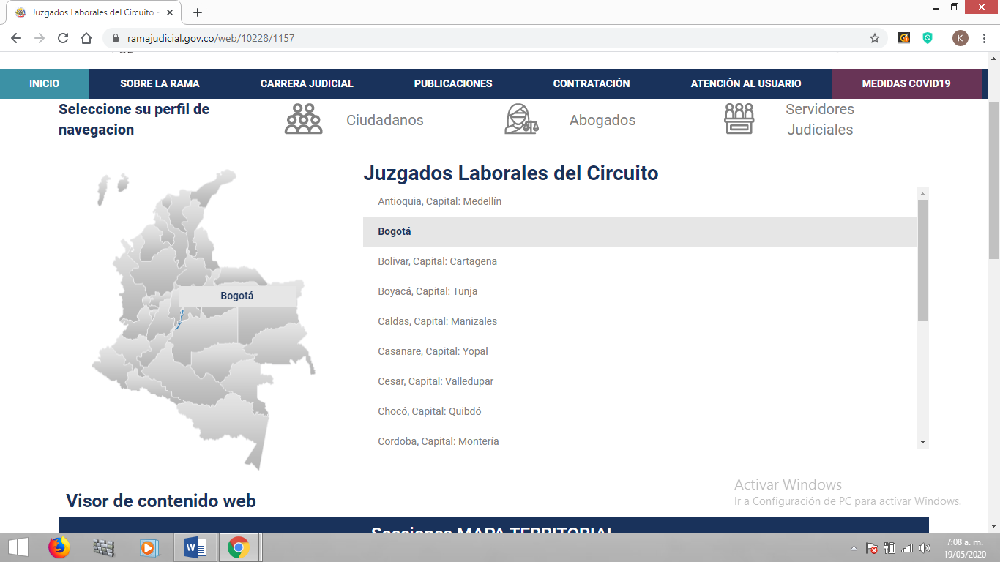 Juzgados Laborales del Circuito -
ramajudicial.gov.co/web/10228/1157
K
INICIO
SOBRE LA RAMA
CARRERA JUDICIAL
PUBLICACIONES
CONTRATACIÓN
ATENCIÓN AL USUARIO
MEDIDAS COVID19
Seleccione su perfil de
navegacion
Ciudadanos
Abogados
Servidores
Judiciales
Bogotá
Juzgados Laborales del Circuito
Antioquia, Capital: Medellín
Bogotá
Bolivar, Capital: Cartagena
Boyacá, Capital: Tunja
Caldas, Capital: Manizales
Casanare, Capital: Yopal
Cesar, Capital: Valledupar
Chocó, Capital: Quibdó
Cordoba, Capital: Montería
Visor de contenido web
Secciones MAPA TERRITORIAL
Activar Windows
Ir a Configuración de PC para activar Windows.
7:08 a. m.
19/05/2020